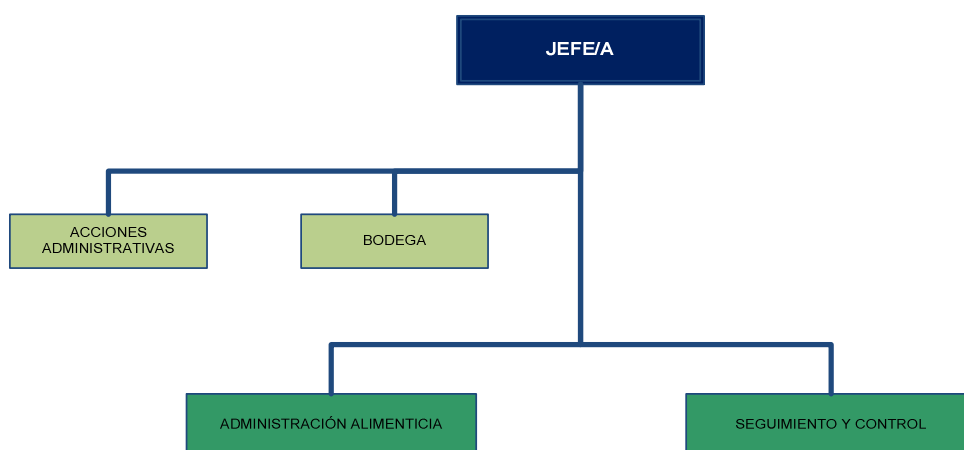 JEFE/A
ACCIONES
ADMINISTRATIVAS
BODEGA
ADMINISTRACIÓN ALIMENTICIA
SEGUIMIENTO Y CONTROL